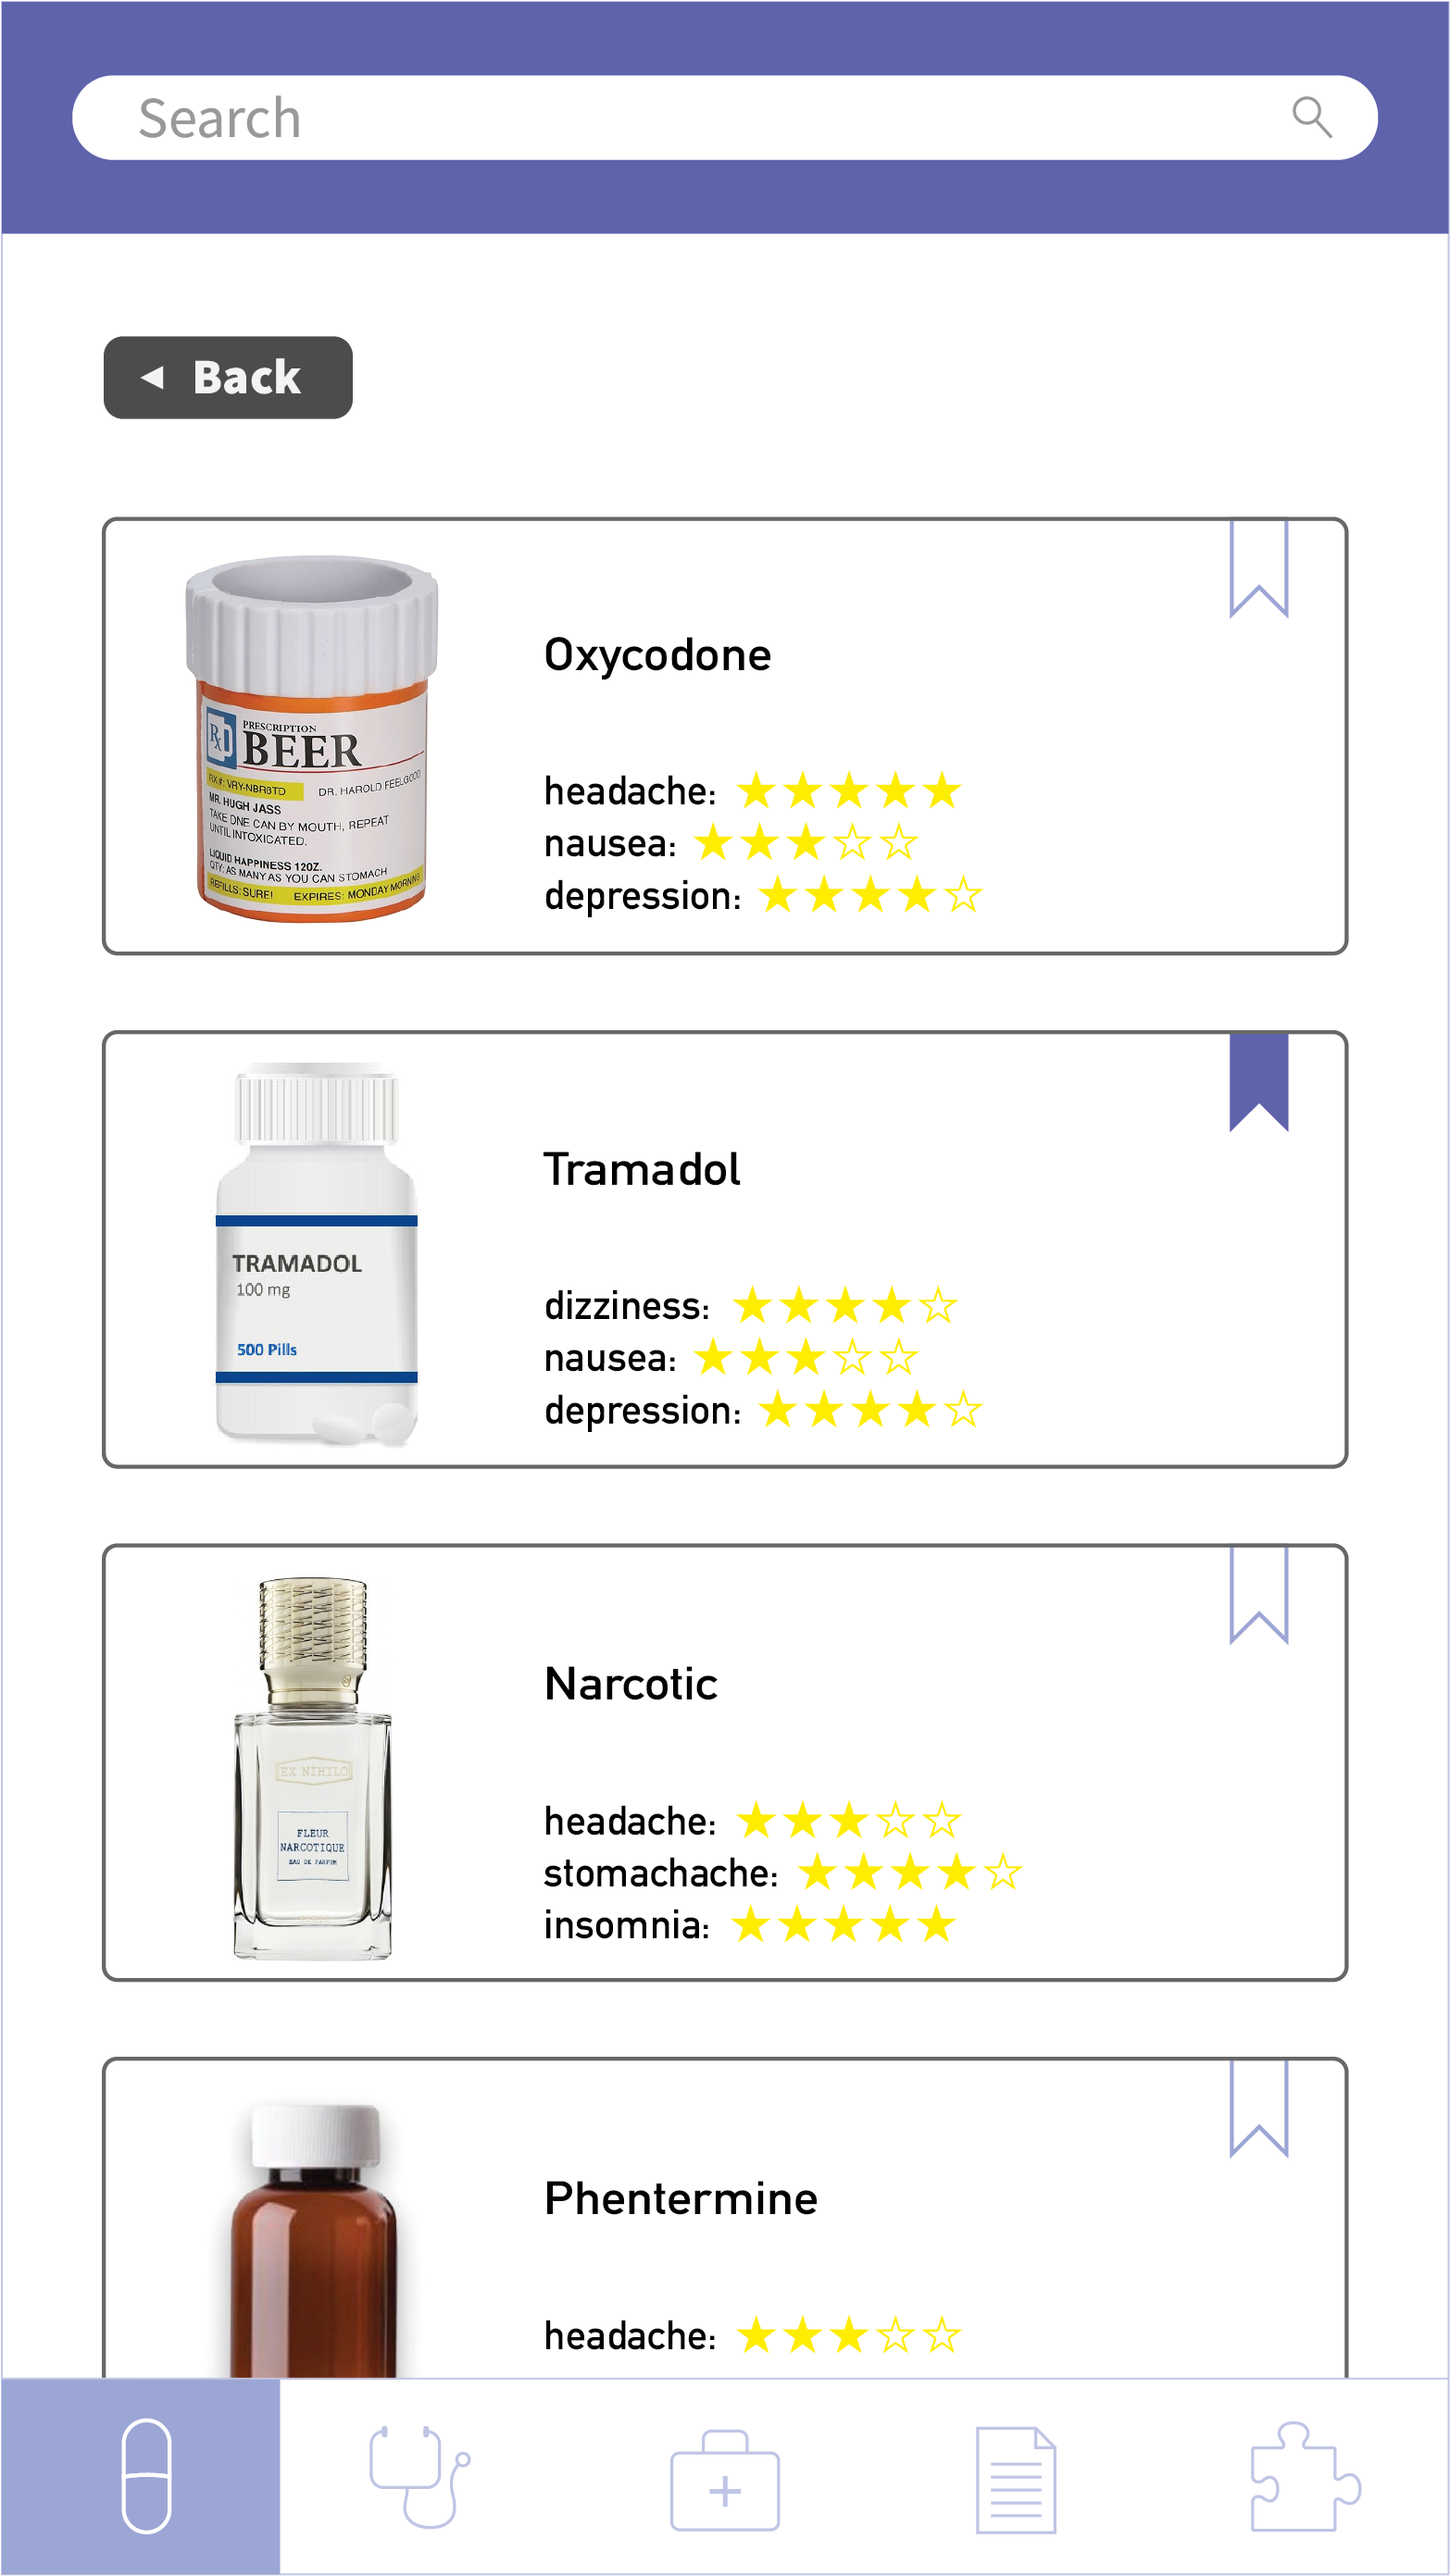 Search
Back
Oxycodone
PRESCRIPTION
BEER
RX#: VRY-NBR8TD
DR. HAROLD FEELGOOD
MR. HUGH JASS
TAKE ONE CAN BY MOUTH, REPEAT
UNTIL INTOXICATED.
LIQUID HAPPINESS 12OZ.
QTY: AS MANY AS YOU CAN STOMACH
REFILLS: SURE! EXPIRES: MONDAY MORNING
headache: ★★★★★
nausea: ★★★☆☆
depression: ★★★★☆
Tramadol
TRAMADOL
100 mg
500 Pills
dizziness: ★★★★☆
nausea: ★★★☆☆
depression: ★★★★☆
Narcotic
EX NIHILO
FLEUR
NARCOTIQUE
EAU DE PARFUM
headache: ★★★☆☆
stomachache: ★★★★☆
insomnia: ★★★★★
Phentermine
headache: ★★★☆☆